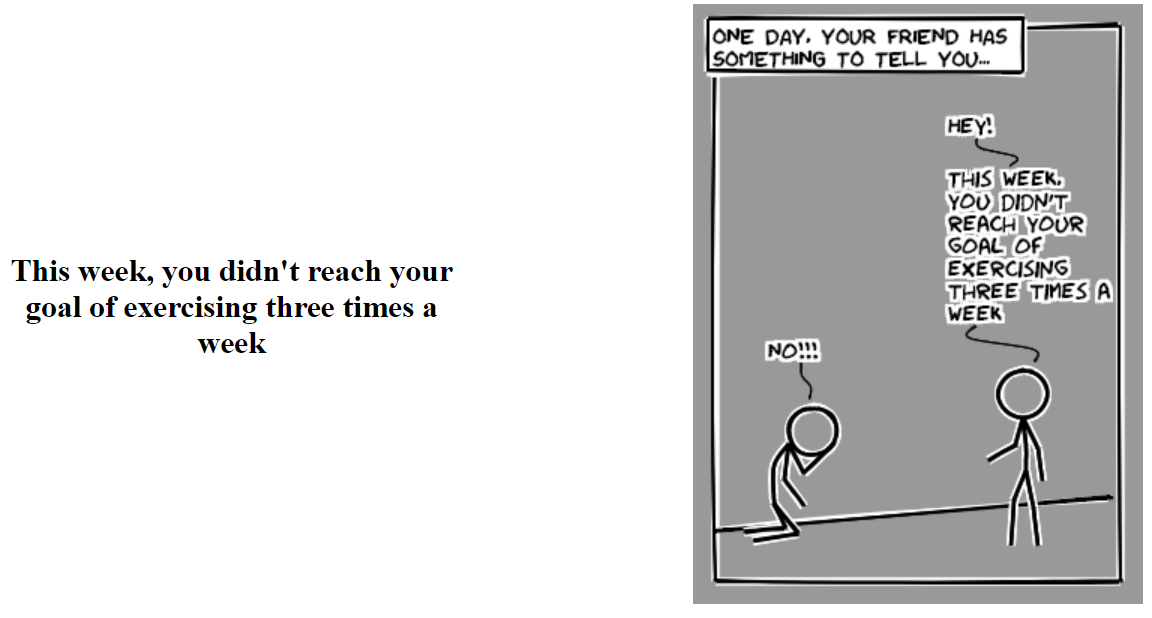 This week, you didn't reach your
goal of exercising three times a
week
ONE DAY, YOUR FRIEND HAS
SOMETHING TO TELL YOU...
HEY!
THIS WEEK,
YOU DIDN'T
REACH YOUR
GOAL OF
EXERCISING
THREE TIMES A
WEEK
NO!!!